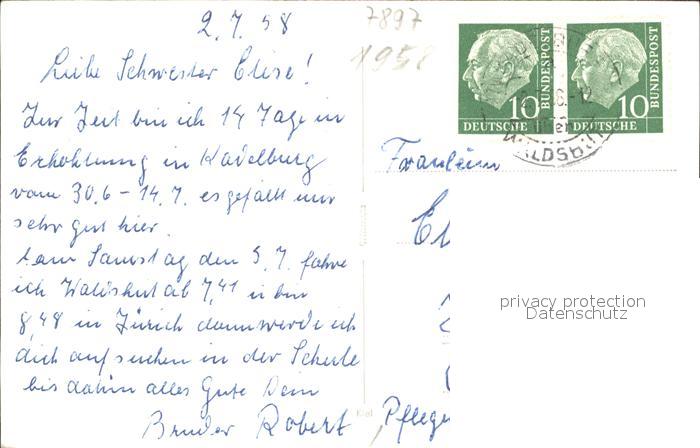 2.7.58
7897
1958
Liebe Schwester Elise!
Zur Zeit bin ich 14 Tage in
Erhohlung in Kadelburg
vom 30.6 – 14.7. es gefällt mir
sehr gut hier.
am Samstag den 5.7. fahre
ich Waldshut ab 7,41 u bin
8,48 in Zürich dann werde ich
dich aufsuchen in der Schule
bis dahin alles Gute Dein
Bruder Robert
10 DEUTSCHE BUNDESPOST
10 DEUTSCHE BUNDESPOST
Fräulein
El
privacy protection
Datenschutz
Pflege